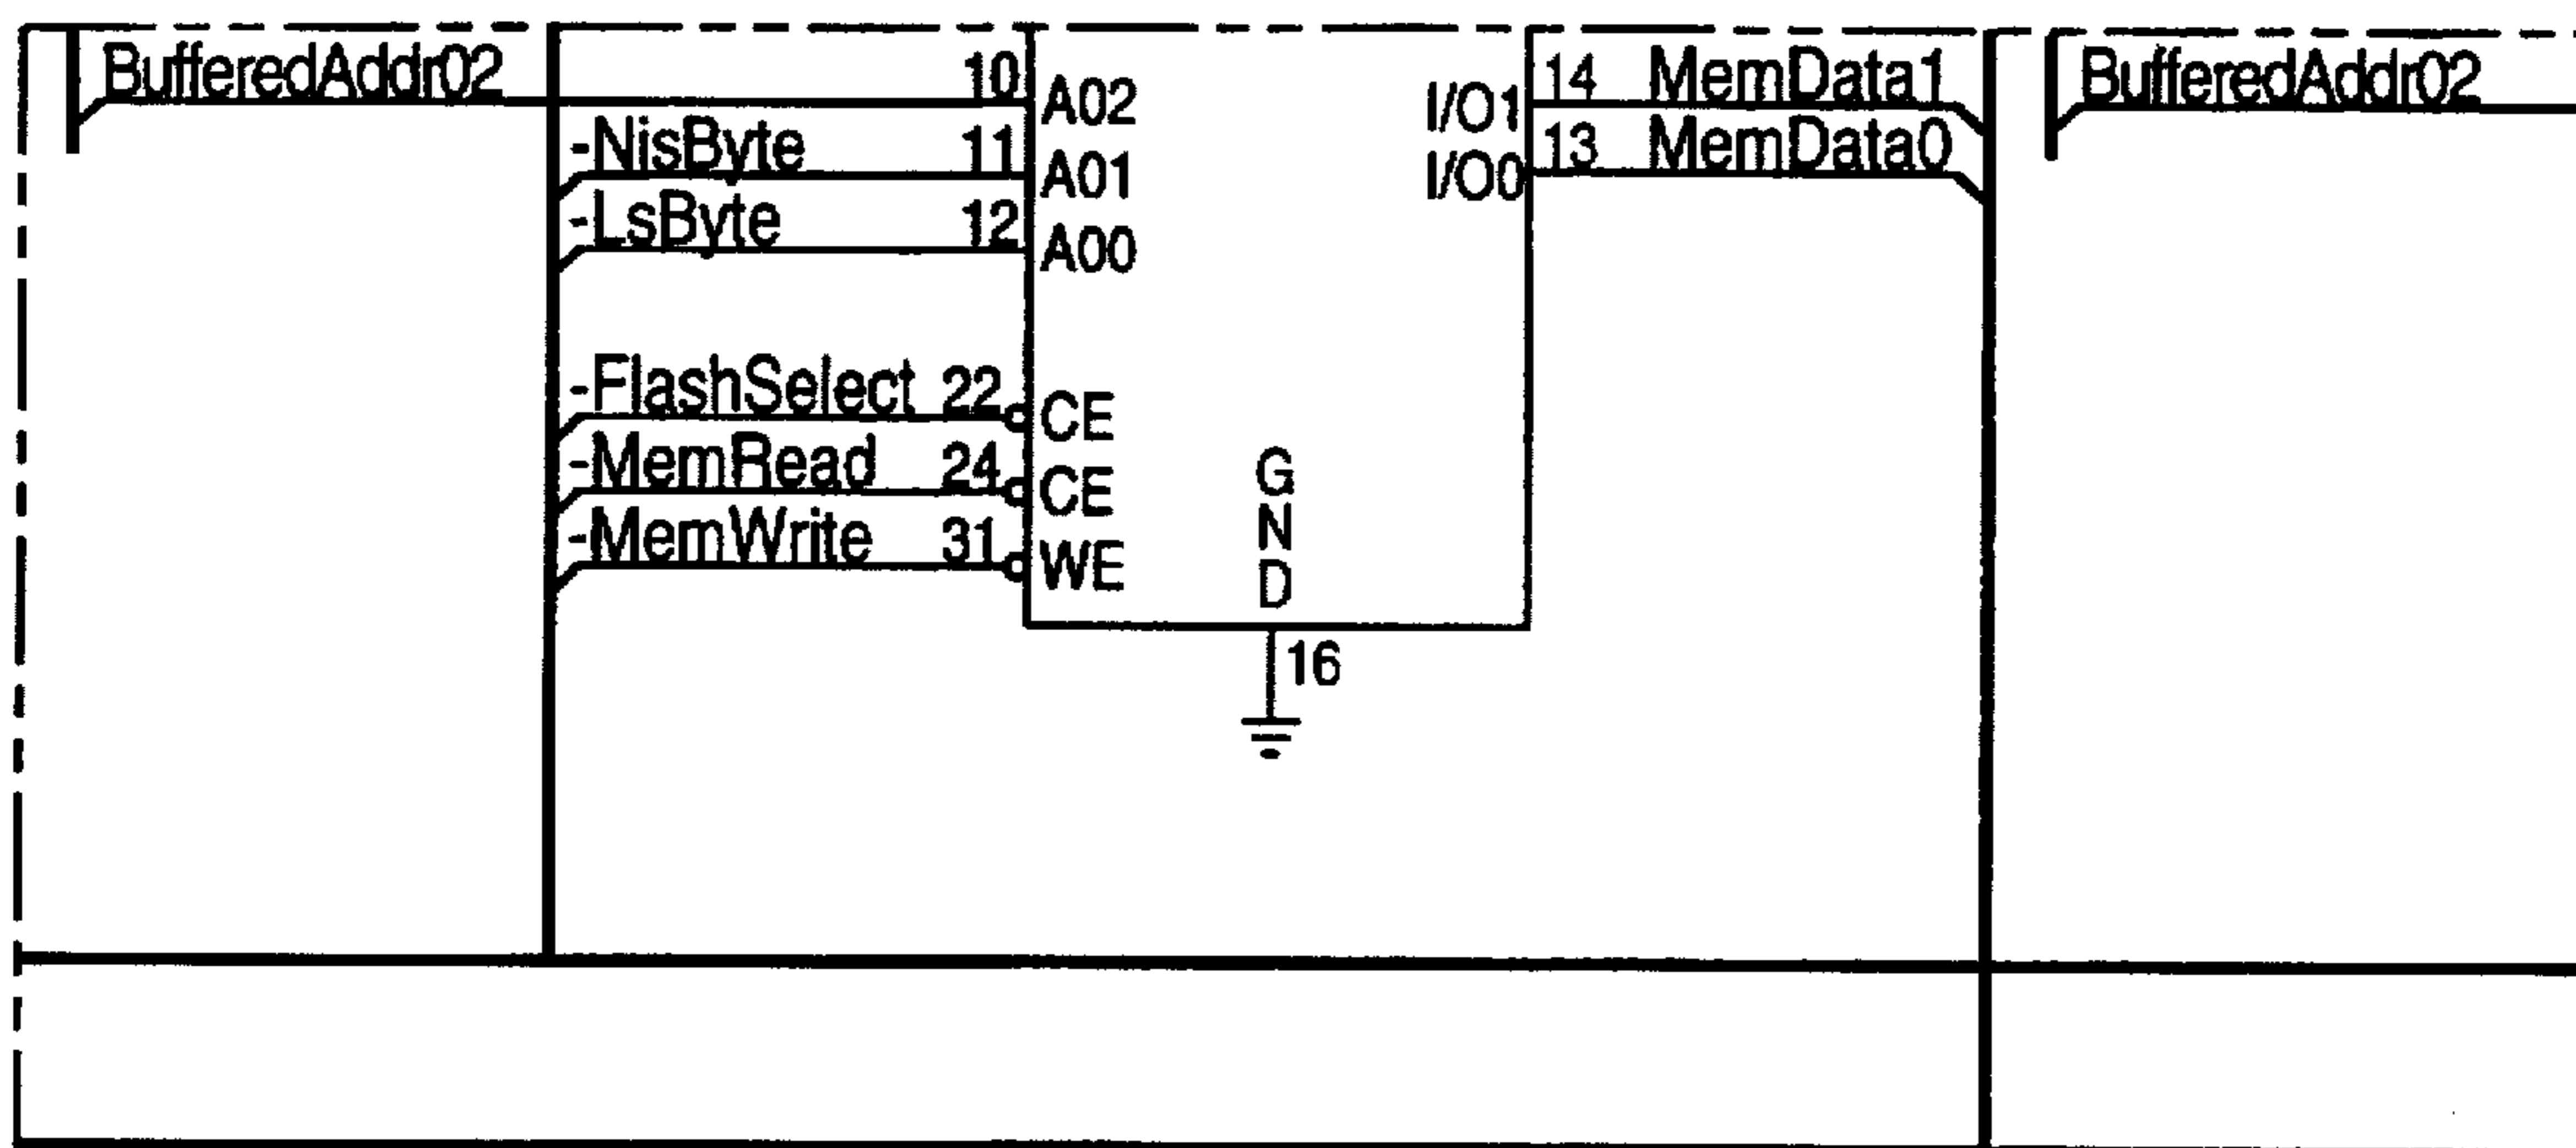 BufferedAddr02 10 A02 I/O1 14 MemData1 BufferedAddr02
-NisByte 11 A01 I/O0 13 MemData0
-LsByte 12 A00
-FlashSelect 22 CE
-MemRead 24 CE
-MemWrite 31 WE
GND
16